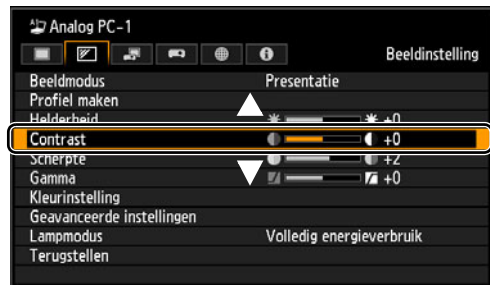 Analog PC-1
Beeldinstelling
Beeldmodus Presentatie
Profiel maken
Helderheid +0
Contrast +0
Scherpte +2
Gamma +0
Kleurinstelling
Geavanceerde instellingen
Lampmodus Volledig energieverbruik
Terugstellen